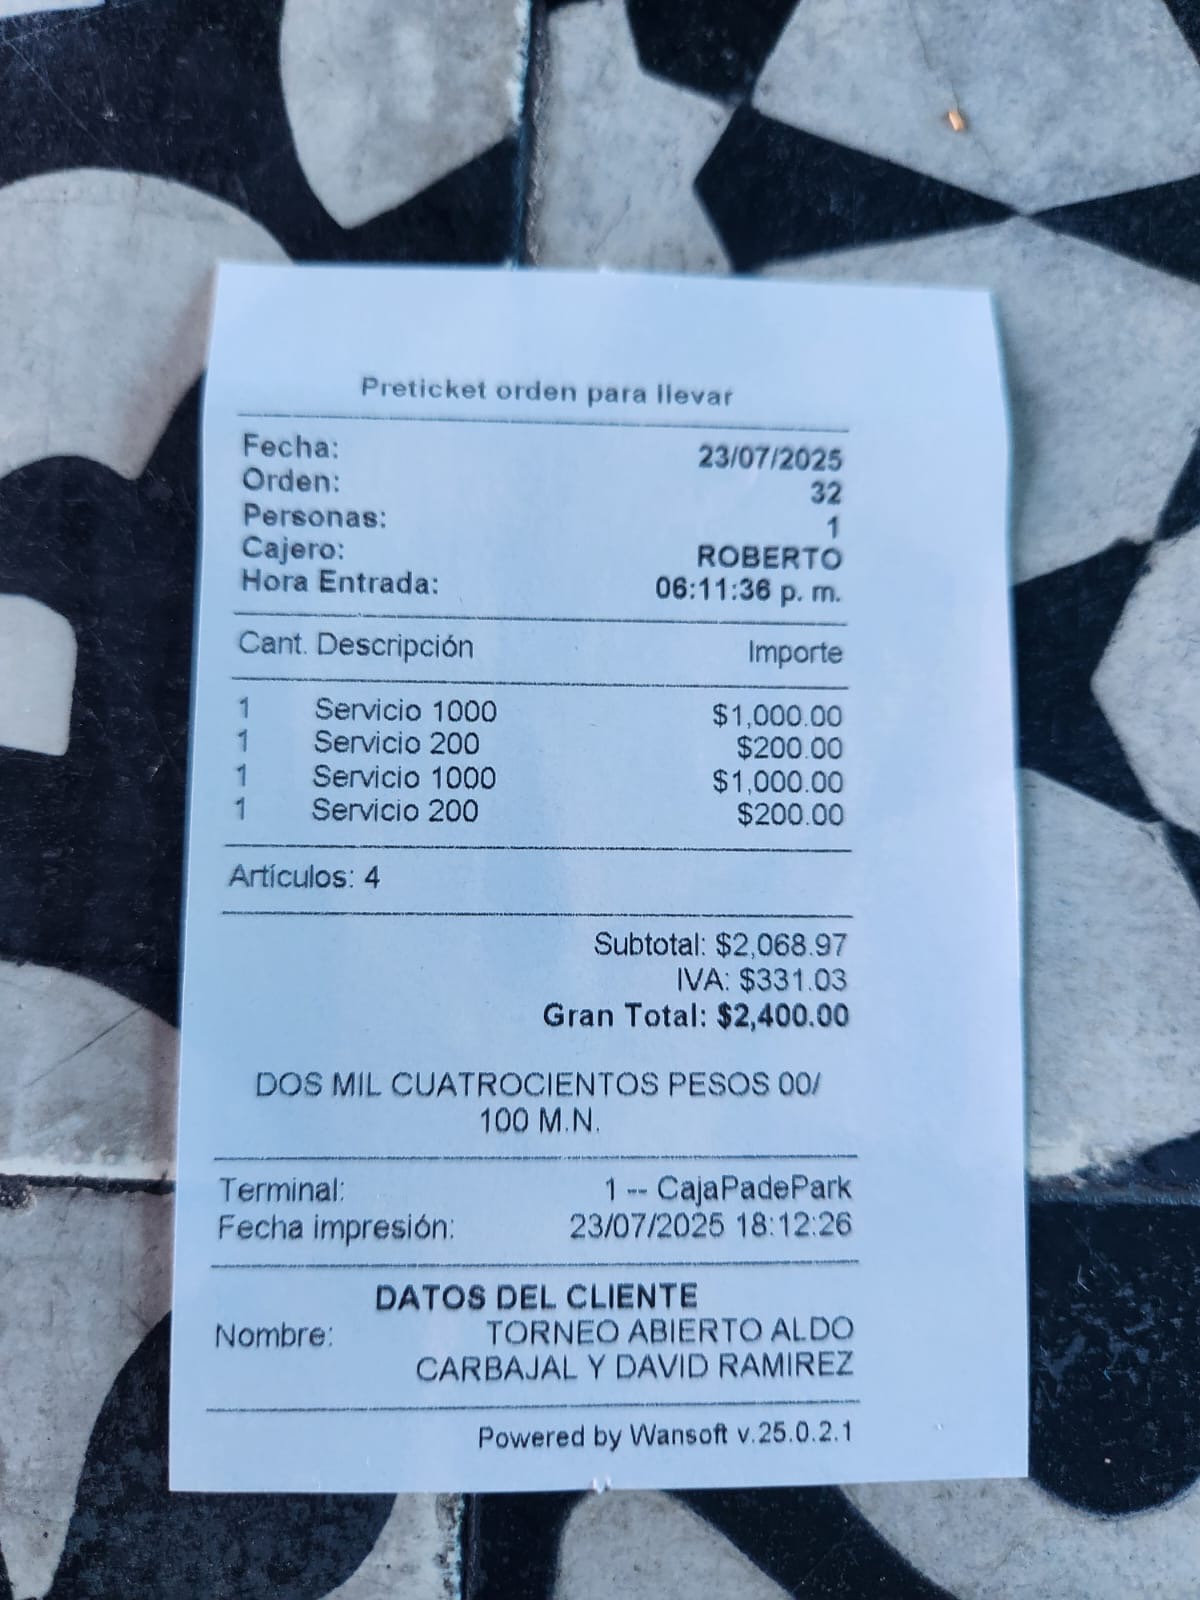 Preticket orden para llevar
Fecha: 23/07/2025
Orden: 32
Personas: 1
Cajero: ROBERTO
Hora Entrada: 06:11:36 p. m.
Cant. Descripción Importe
1 Servicio 1000 $1,000.00
1 Servicio 200 $200.00
1 Servicio 1000 $1,000.00
1 Servicio 200 $200.00
Artículos: 4
Subtotal: $2,068.97
IVA: $331.03
Gran Total: $2,400.00
DOS MIL CUATROCIENTOS PESOS 00/
100 M.N.
Terminal: 1 -- CajaPadePark
Fecha impresión: 23/07/2025 18:12:26
DATOS DEL CLIENTE
Nombre: TORNEO ABIERTO ALDO
CARBAJAL Y DAVID RAMIREZ
Powered by Wansoft v.25.0.2.1